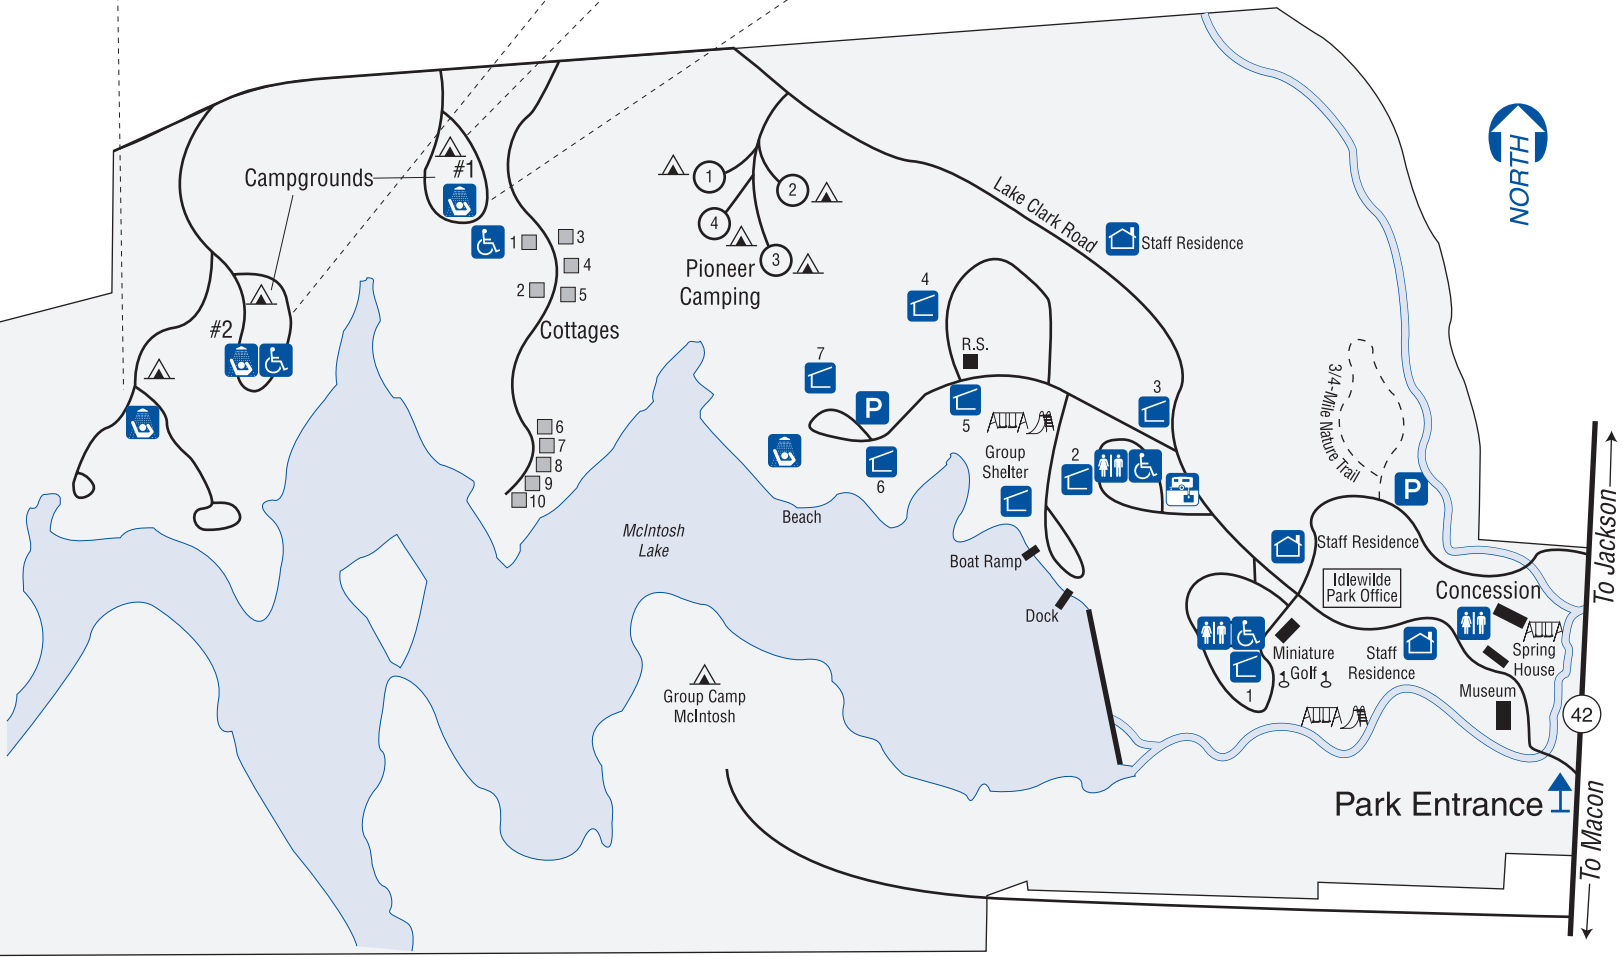 Campgrounds
#1
#2
1
2
3
4
5
Cottages
6
7
8
9
10
1
2
4
3
Pioneer
Camping
Lake Clark Road
Staff Residence
NORTH
4
R.S.
7
P
5
6
3
Group
Shelter
2
3/4-Mile Nature Trail
P
McIntosh
Lake
Beach
Boat Ramp
Dock
Staff Residence
Idlewilde
Park Office
Concession
Spring
House
Miniature
Golf
Staff
Residence
1
Museum
Group Camp
McIntosh
42
To Jackson
To Macon
Park Entrance